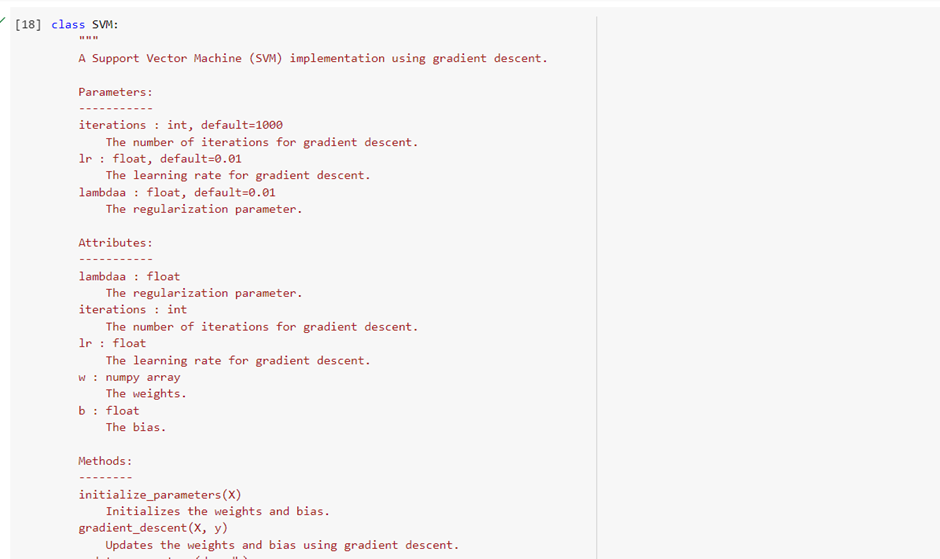 [18] class SVM:
"""
A Support Vector Machine (SVM) implementation using gradient descent.
Parameters:
-----------
iterations : int, default=1000
The number of iterations for gradient descent.
lr : float, default=0.01
The learning rate for gradient descent.
lambdaa : float, default=0.01
The regularization parameter.
Attributes:
-----------
lambdaa : float
The regularization parameter.
iterations : int
The number of iterations for gradient descent.
lr : float
The learning rate for gradient descent.
w : numpy array
The weights.
b : float
The bias.
Methods:
--------
initialize_parameters(X)
Initializes the weights and bias.
gradient_descent(X, y)
Updates the weights and bias using gradient descent.